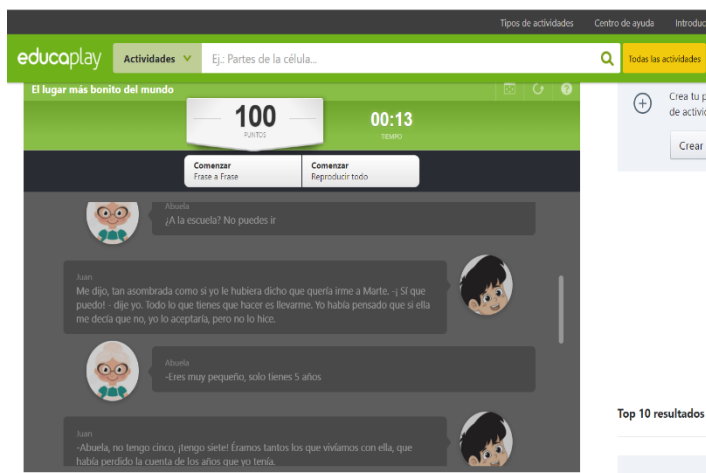 Tipos de actividades Centro de ayuda Introduc
educaplay Actividades Ej.: Partes de la célula... Todas las actividades
El lugar más bonito del mundo
100
PUNTOS
00:13
TIEMPO
Comenzar
Frase a Frase
Comenzar
Reproducir todo
Abuela
¿A la escuela? No puedes ir
Juan
Me dijo, tan asombrada como si yo le hubiera dicho que quería irme a Marte. -¡ Sí que
puedo! - dije yo. Todo lo que tienes que hacer es llevarme. Yo había pensado que si ella
me decía que no, yo lo aceptaría, pero no lo hice.
Abuela
-Eres muy pequeño, solo tienes 5 años
Juan
-Abuela, no tengo cinco, ¡tengo siete! Éramos tantos los que vivíamos con ella, que
había perdido la cuenta de los años que yo tenía.
Crea tu p
de activid
Crear
Top 10 resultados